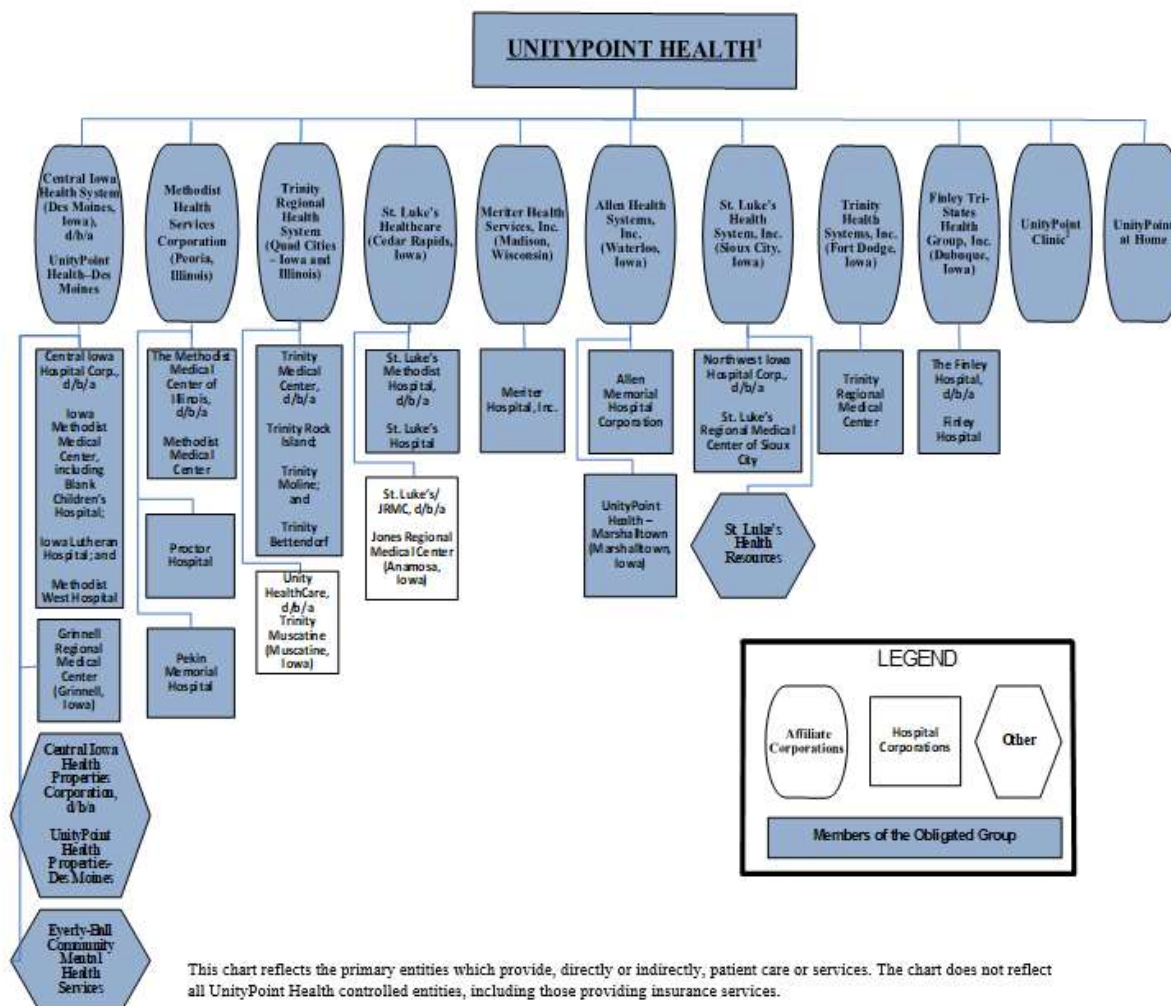 UNITYPOINT HEALTH¹
Central Iowa
Health System
(Des Moines,
Iowa),
d/b/a
UnityPoint
Health–Des
Moines
Methodist
Health
Services
Corporation
(Peoria,
Illinois)
Trinity
Regional
Health
System
(Quad Cities
– Iowa and
Illinois)
St. Luke's
Healthcare
(Cedar Rapids,
Iowa)
Meriter Health
Services, Inc.
(Madison,
Wisconsin)
Allen Health
Systems,
Inc.
(Waterloo,
Iowa)
St. Luke's
Health
System, Inc.
(Sioux City,
Iowa)
Trinity
Health
Systems, Inc.
(Fort Dodge,
Iowa)
Finley Tri-
States
Health
Group, Inc.
(Dubuque,
Iowa)
UnityPoint
Clinic²
UnityPoint
at Home
Central Iowa
Hospital Corp.,
d/b/a
Iowa
Methodist
Medical
Center,
including
Blank
Children's
Hospital;
Iowa Lutheran
Hospital; and
Methodist
West Hospital
The Methodist
Medical
Center of
Illinois,
d/b/a
Methodist
Medical Center
Trinity
Medical
Center,
d/b/a
Trinity Rock
Island;
Trinity
Moline;
and
Trinity
Bettendorf
St. Luke's
Methodist
Hospital,
d/b/a
St. Luke's
Hospital
Meriter
Hospital, Inc.
Allen
Memorial
Hospital
Corporation
Northwest Iowa
Hospital Corp.,
d/b/a
St. Luke's
Regional Medical
Center of Sioux
City
Trinity
Regional
Medical
Center
The Finley
Hospital,
d/b/a
Finley
Hospital
Proctor
Hospital
St. Luke's/
JRMC, d/b/a
Jones Regional
Medical Center
(Anamosa,
Iowa)
UnityPoint
Health –
Marshalltown
(Marshalltown,
Iowa)
St. Luke's
Health
Resources
Unity
HealthCare,
d/b/a
Trinity
Muscatine
(Muscatine,
Iowa)
Grinnell
Regional
Medical
Center
(Grinnell,
Iowa)
Pekin
Memorial
Hospital
Central Iowa
Health
Properties
Corporation,
d/b/a
UnityPoint
Health
Properties-
Des Moines
Eyerly-Ball
Community
Mental
Health
Services
LEGEND
Affiliate
Corporations
Hospital
Corporations
Other
Members of the Obligated Group
This chart reflects the primary entities which provide, directly or indirectly, patient care or services. The chart does not reflect
all UnityPoint Health controlled entities, including those providing insurance services.